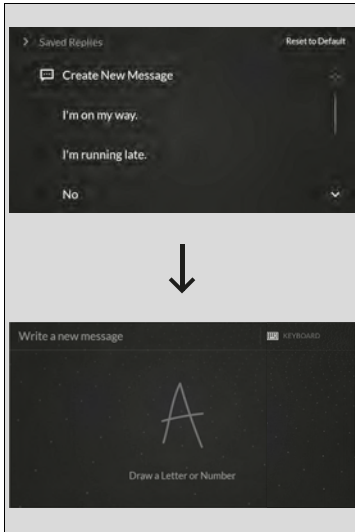 Saved Replies
Reset to Default
Create New Message
I'm on my way.
I'm running late.
No
Write a new message
KEYBOARD
A
Draw a Letter or Number